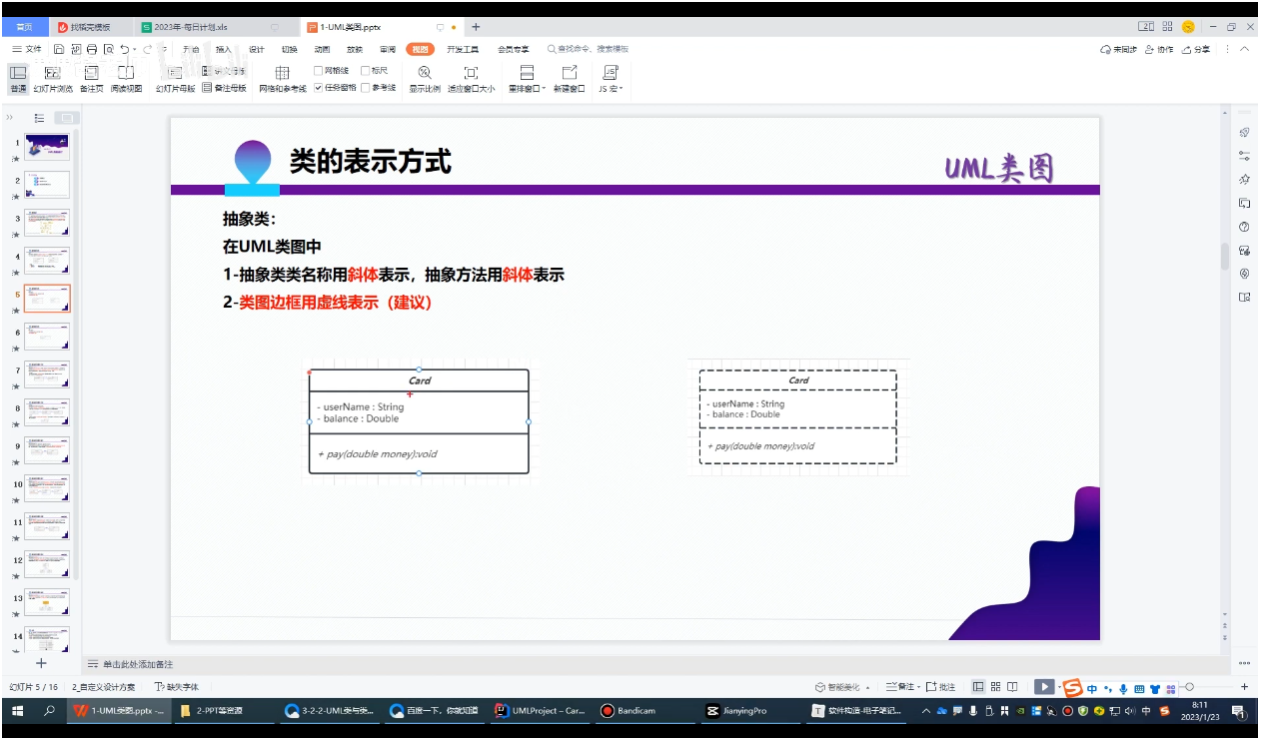 首页 找稻壳模板 2023年-每日计划.xls 1-UML类图.pptx
文件 开始 插入 设计 切换 动画 放映 审阅 视图 开发工具 会员专享 查找命令、搜索模板 未同步 协作 分享
讲义母版 网格线 标尺
普通 幻灯片浏览 备注页 阅读视图 幻灯片母版 备注母版 网格和参考线 任务窗格 参考线 显示比例 适应窗口大小 重排窗口 新建窗口 JS 宏
类的表示方式
UML类图
抽象类：
在UML类图中
1-抽象类类名称用斜体表示，抽象方法用斜体表示
2-类图边框用虚线表示（建议）
Card
- userName : String
- balance : Double
+ pay(double money):void
Card
- userName : String
- balance : Double
+ pay(double money):void
1
2
3
4
5
6
7
8
9
10
11
12
13
14
单击此处添加备注
幻灯片 5 / 16 2_自定义设计方案 缺失字体 智能美化 备注 批注 中
1-UML类图.pptx -... 2-PPT等资源 3-2-2-UML类与类... 百度一下，你就知道 UMLProject – Car... Bandicam JianyingPro 软件构造-电子笔记... 中 8:11
2023/1/23